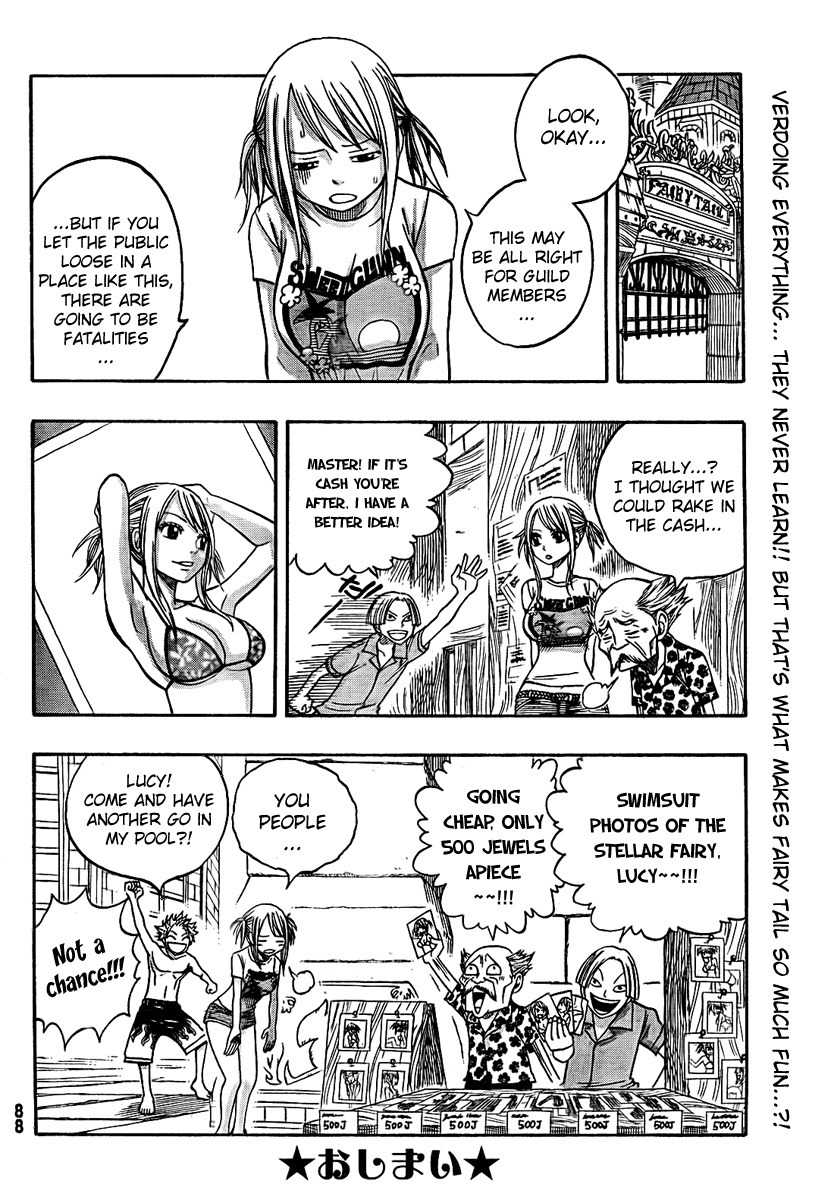 FAIRY TAIL
LOOK,
OKAY...
THIS MAY
BE ALL RIGHT
FOR GUILD
MEMBERS
...
...BUT IF YOU
LET THE PUBLIC
LOOSE IN A
PLACE LIKE THIS,
THERE ARE
GOING TO BE
FATALITIES
...
REALLY...?
I THOUGHT WE
COULD RAKE IN
THE CASH...
MASTER! IF IT'S
CASH YOU'RE
AFTER, I HAVE
A BETTER IDEA!
SWIMSUIT
PHOTOS OF THE
STELLAR FAIRY,
LUCY~~!!!
GOING
CHEAP, ONLY
500 JEWELS
APIECE
~~!!!
YOU
PEOPLE
...
LUCY!
COME AND HAVE
ANOTHER GO IN
MY POOL?!
Not a
chance!!!
500J
500J
500J
500J
500J
500J
500J
VERDOING EVERYTHING... THEY NEVER LEARN!! BUT THAT'S WHAT MAKES FAIRY TAIL SO MUCH FUN...?!
88
★おしまい★